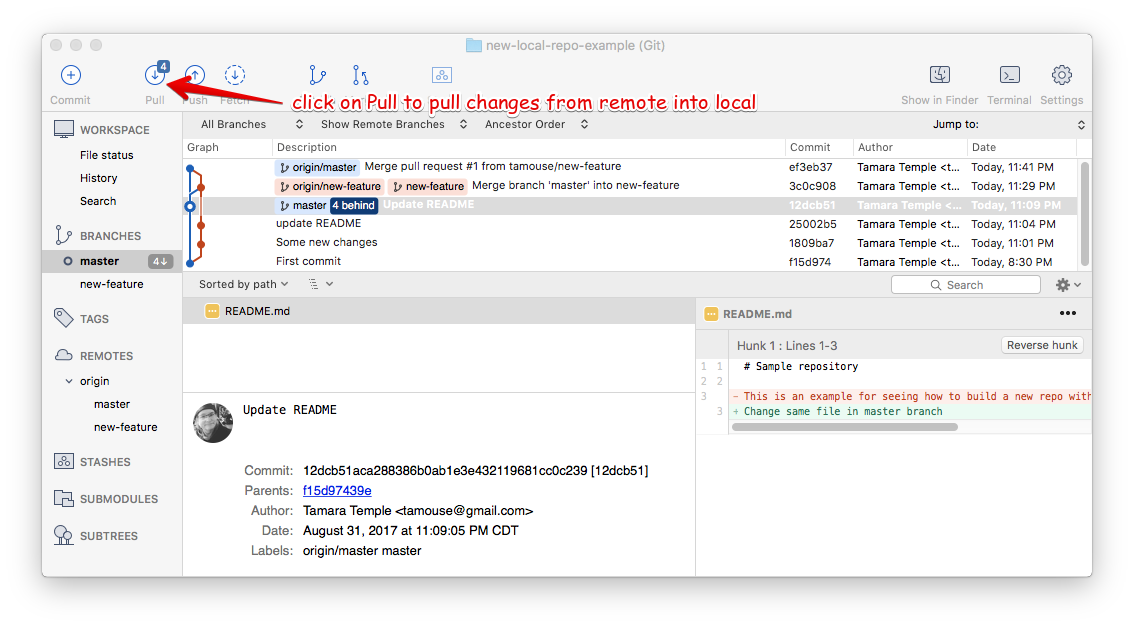 new-local-repo-example (Git)
4
Commit Pull Push Fetch Show in Finder Terminal Settings
click on Pull to pull changes from remote into local
WORKSPACE
File status
History
Search
BRANCHES
master 4↓
new-feature
TAGS
REMOTES
origin
master
new-feature
STASHES
SUBMODULES
SUBTREES
All Branches Show Remote Branches Ancestor Order Jump to:
Graph Description Commit Author Date
origin/master Merge pull request #1 from tamouse/new-feature ef3eb37 Tamara Temple <t... Today, 11:41 PM
origin/new-feature new-feature Merge branch 'master' into new-feature 3c0c908 Tamara Temple <t... Today, 11:29 PM
master 4 behind Update README 12dcb51 Tamara Temple <... Today, 11:09 PM
update README 25002b5 Tamara Temple <t... Today, 11:04 PM
Some new changes 1809ba7 Tamara Temple <t... Today, 11:01 PM
First commit f15d974 Tamara Temple <t... Today, 8:30 PM
Sorted by path Search
README.md
Update README
Commit: 12dcb51aca288386b0ab1e3e432119681cc0c239 [12dcb51]
Parents: f15d97439e
Author: Tamara Temple <tamouse@gmail.com>
Date: August 31, 2017 at 11:09:05 PM CDT
Labels: origin/master master
README.md
Hunk 1 : Lines 1-3 Reverse hunk
1 1 # Sample repository
2 2
3 - This is an example for seeing how to build a new repo with
3 + Change same file in master branch